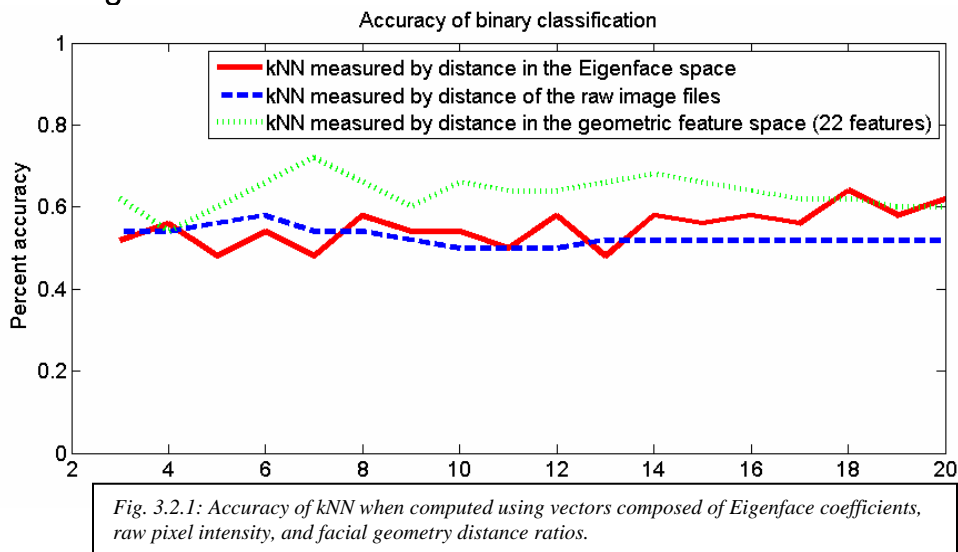 Accuracy of binary classification
1
0.8
0.6
0.4
0.2
0
Percent accuracy
kNN measured by distance in the Eigenface space
kNN measured by distance of the raw image files
kNN measured by distance in the geometric feature space (22 features)
2 4 6 8 10 12 14 16 18 20
Fig. 3.2.1: Accuracy of kNN when computed using vectors composed of Eigenface coefficients,
raw pixel intensity, and facial geometry distance ratios.